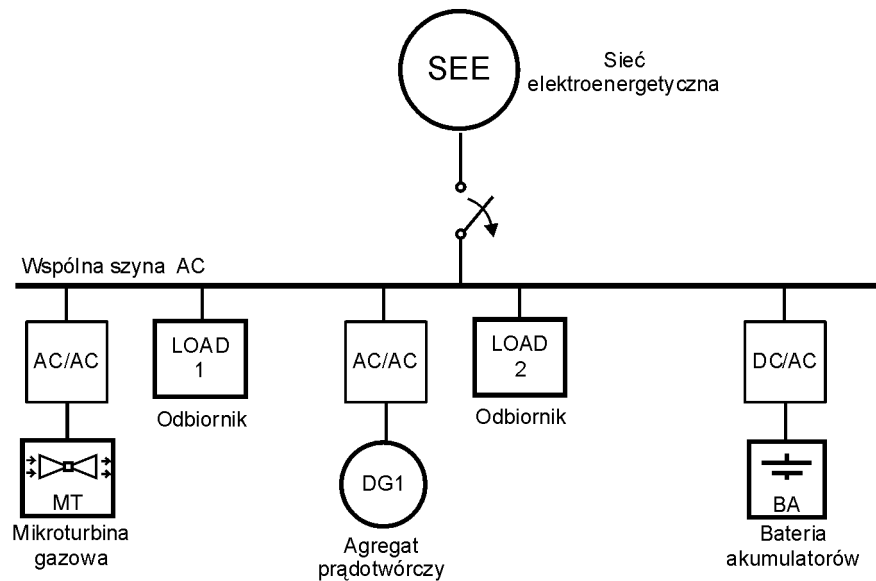 SEE
Sieć
elektroenergetyczna
Wspólna szyna AC
AC/AC
LOAD
1
AC/AC
LOAD
2
DC/AC
Odbiornik
Odbiornik
MT
DG1
BA
Mikroturbina
gazowa
Agregat
prądotwórczy
Bateria
akumulatorów